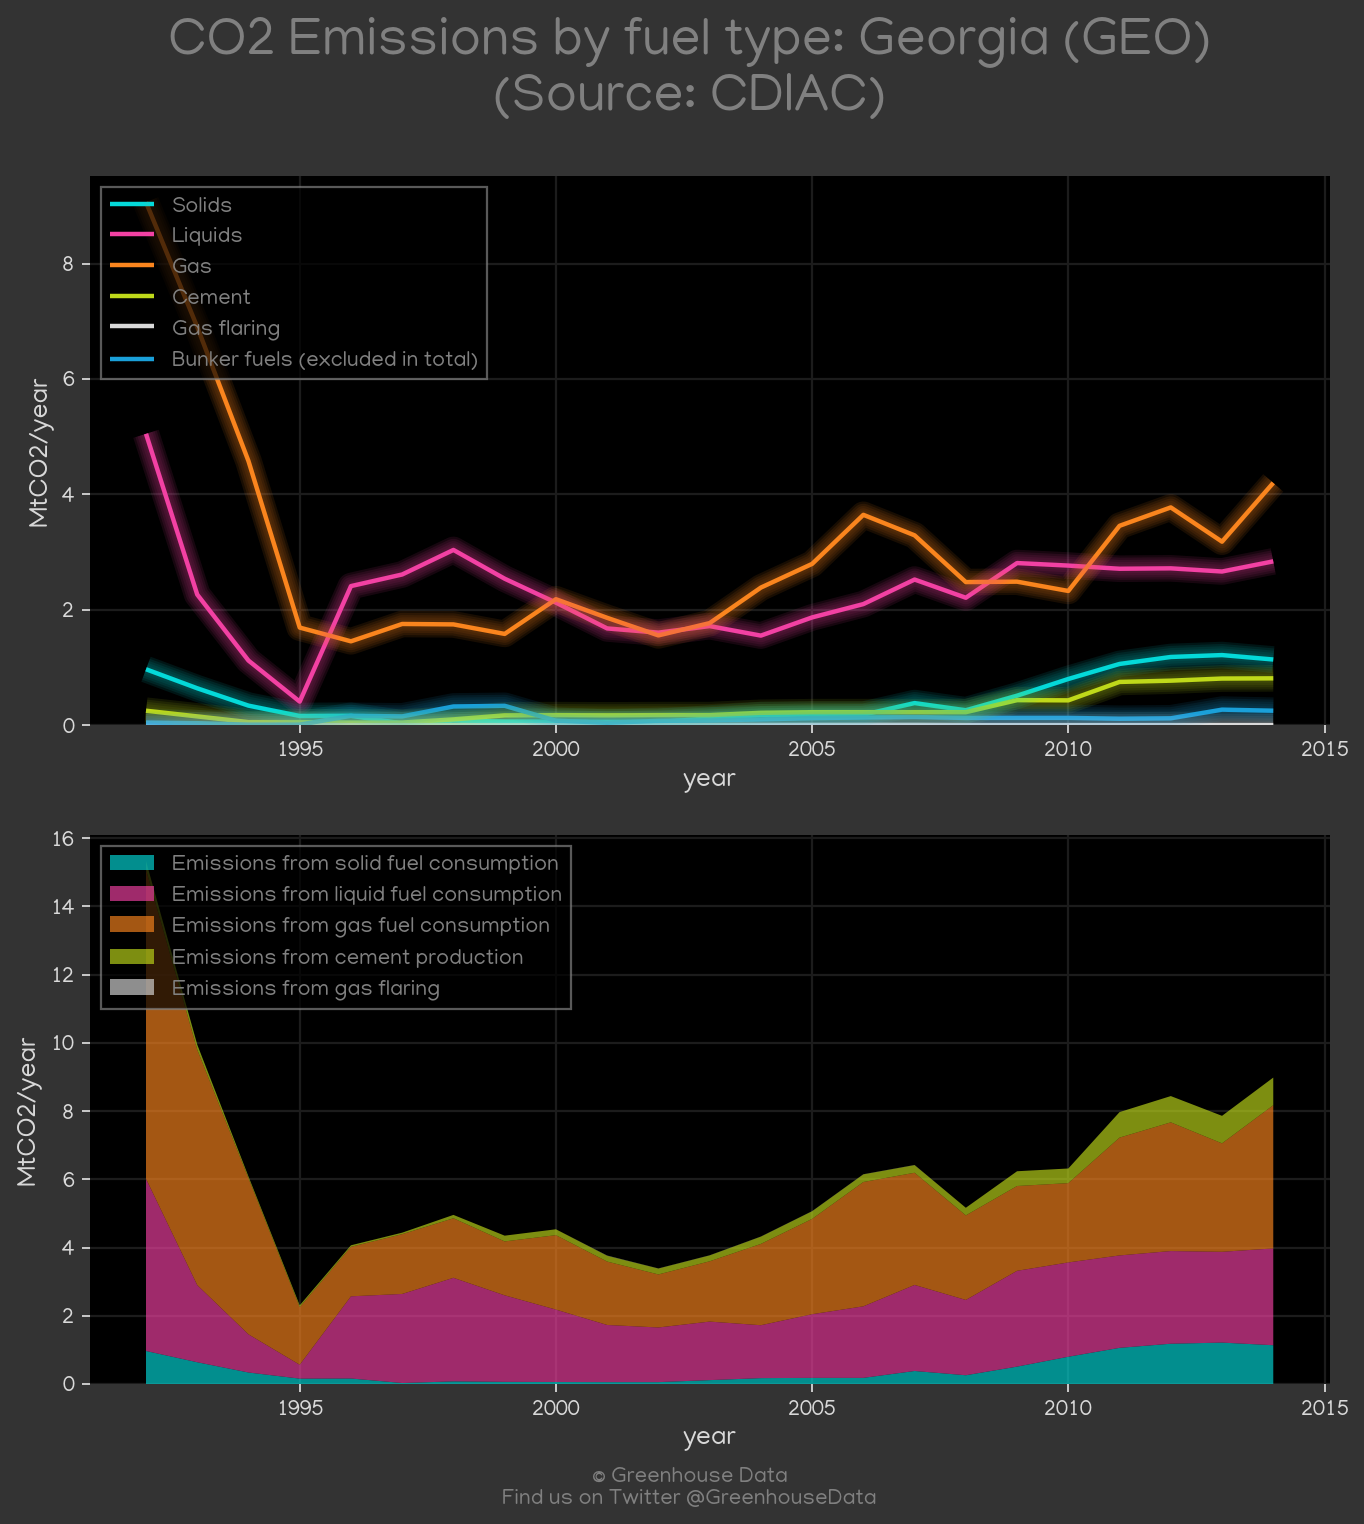 CO2 Emissions by fuel type: Georgia (GEO)
(Source: CDIAC)
Solids
Liquids
Gas
Cement
Gas flaring
Bunker fuels (excluded in total)
8
6
4
2
0
MtCO2/year
1995 2000 2005 2010 2015
year
Emissions from solid fuel consumption
Emissions from liquid fuel consumption
Emissions from gas fuel consumption
Emissions from cement production
Emissions from gas flaring
16
14
12
10
8
6
4
2
0
MtCO2/year
1995 2000 2005 2010 2015
year
© Greenhouse Data
Find us on Twitter @GreenhouseData